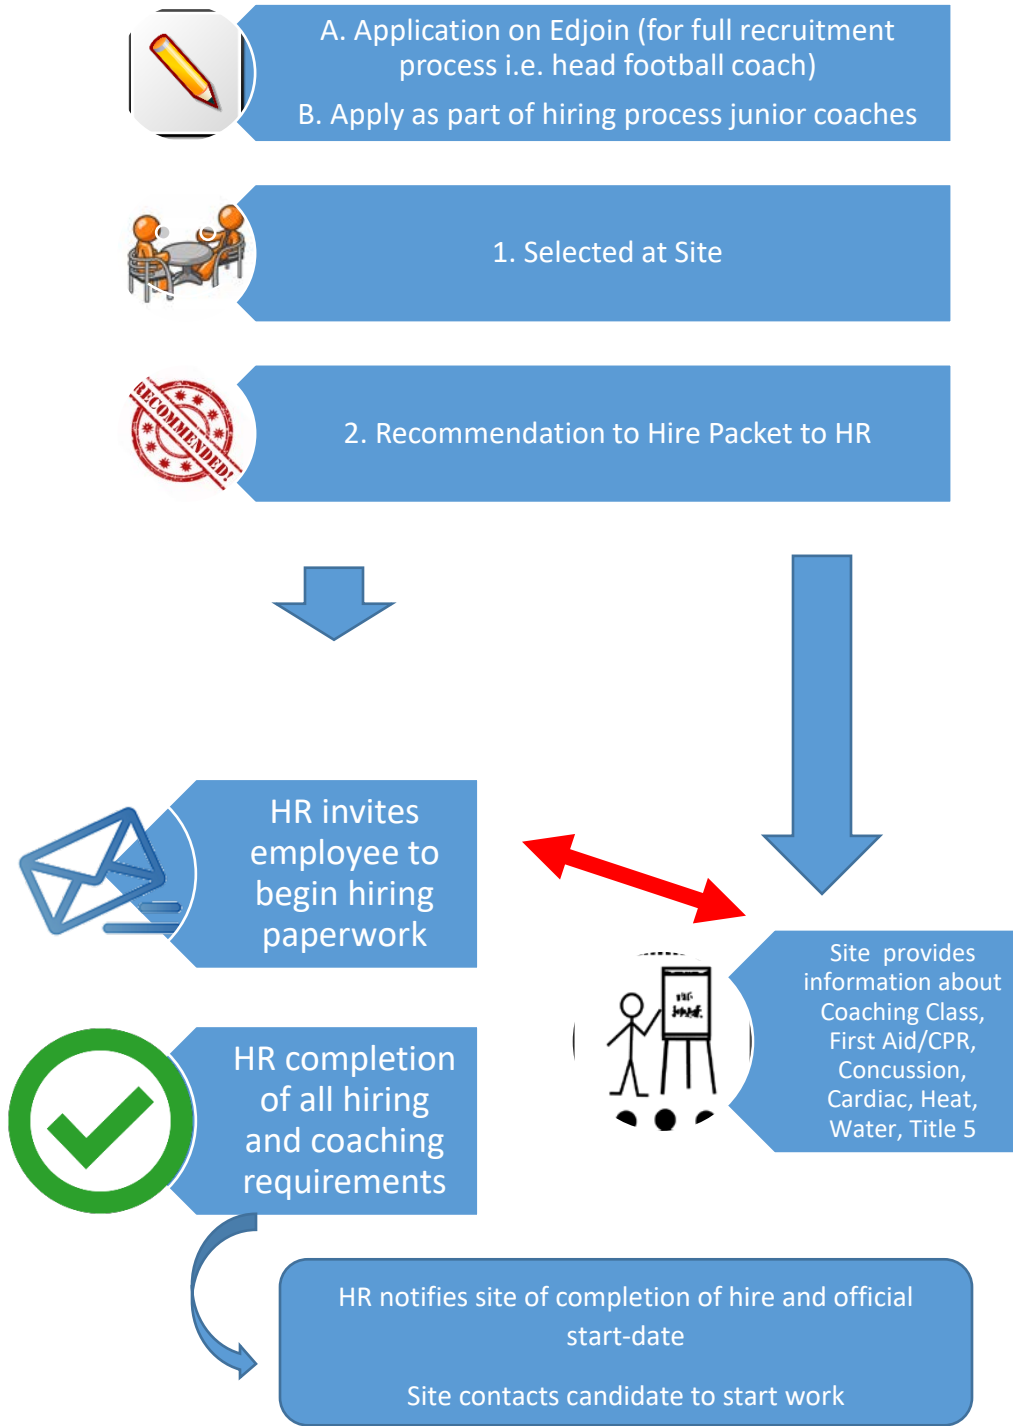 A. Application on Edjoin (for full recruitment
process i.e. head football coach)
B. Apply as part of hiring process junior coaches
1. Selected at Site
RECOMMENDED!
2. Recommendation to Hire Packet to HR
HR invites
employee to
begin hiring
paperwork
Site provides
information about
Coaching Class,
First Aid/CPR,
Concussion,
Cardiac, Heat,
Water, Title 5
HR completion
of all hiring
and coaching
requirements
HR notifies site of completion of hire and official
start-date
Site contacts candidate to start work